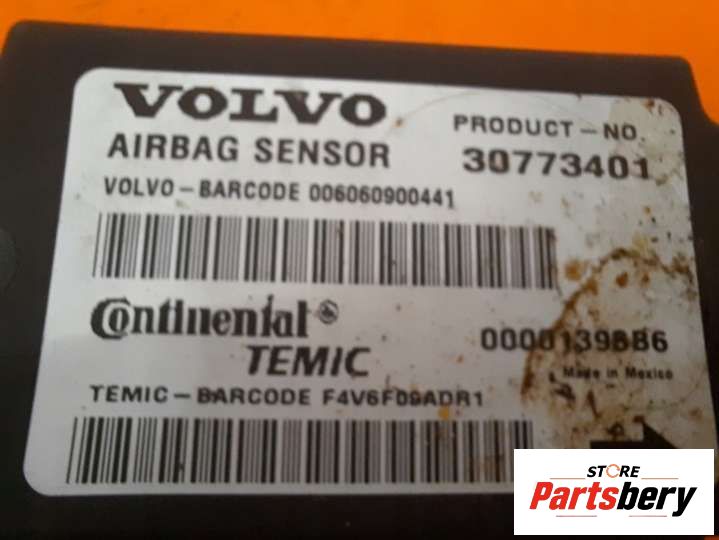 VOLVO
AIRBAG SENSOR
PRODUCT-NO.
30773401
VOLVO-BARCODE 006060900441
Continental
TEMIC
Made in Mexico
TEMIC-BARCODE F4V6F09ADR1
STORE
Partsbery